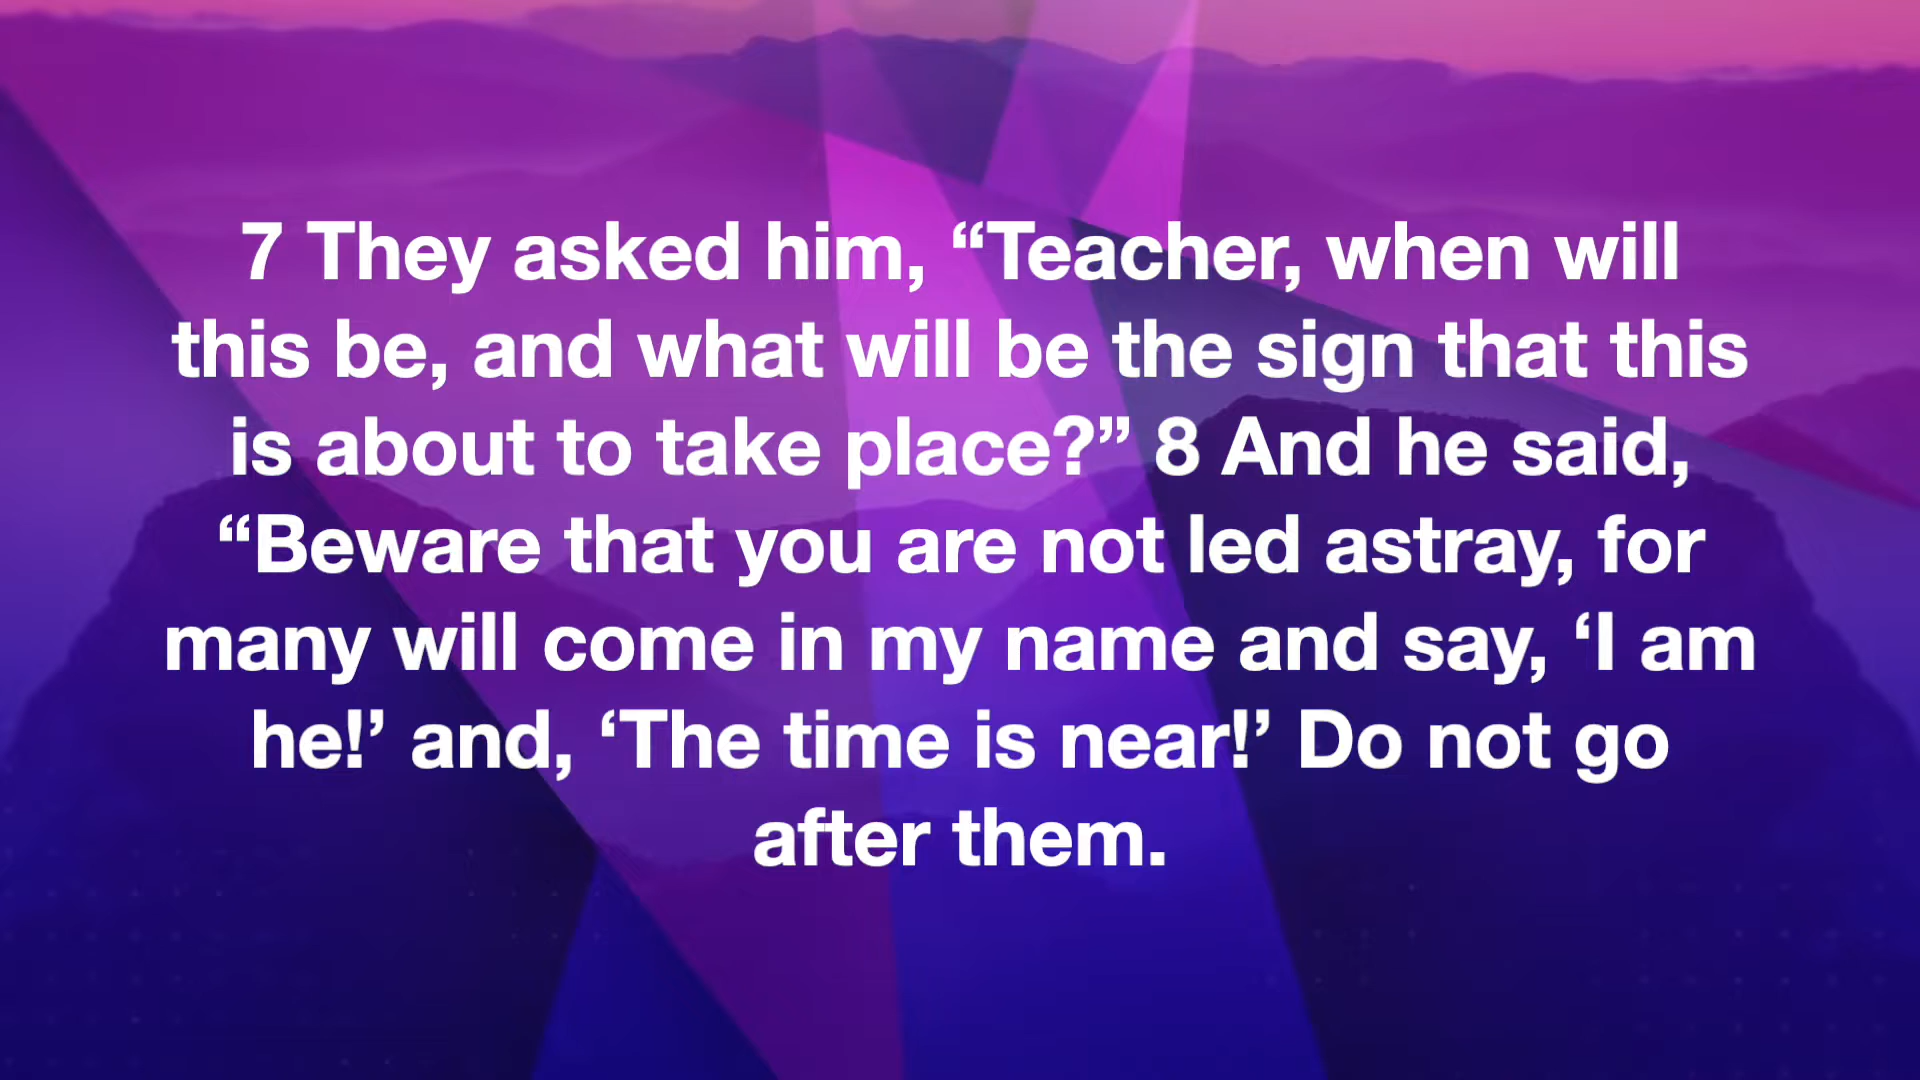 7 They asked him, “Teacher, when will
this be, and what will be the sign that this
is about to take place?” 8 And he said,
“Beware that you are not led astray, for
many will come in my name and say, ‘I am
he!’ and, ‘The time is near!’ Do not go
after them.